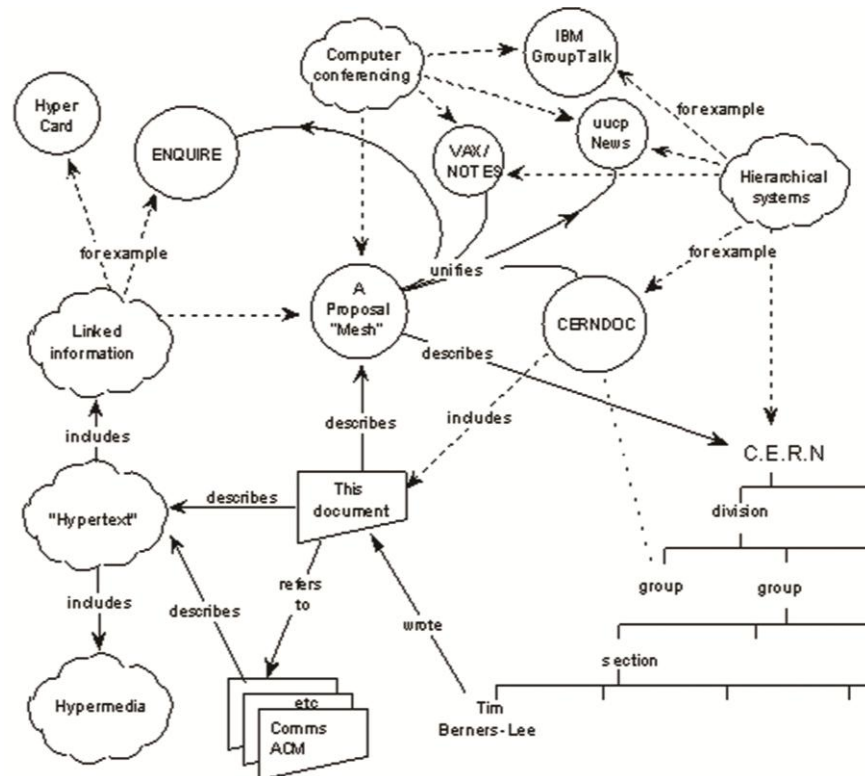 IBM
GroupTalk
Computer
conferencing
for example
Hyper
Card
uucp
News
ENQUIRE
VAX/
NOTES
Hierarchical
systems
for example
for example
unifies
A
Proposal
"Mesh"
CERNDOC
Linked
information
describes
includes
describes
includes
C.E.R.N
This
document
describes
"Hypertext"
division
refers
to
group
group
includes
describes
wrote
section
etc
Hypermedia
Comms
ACM
Tim
Berners-Lee